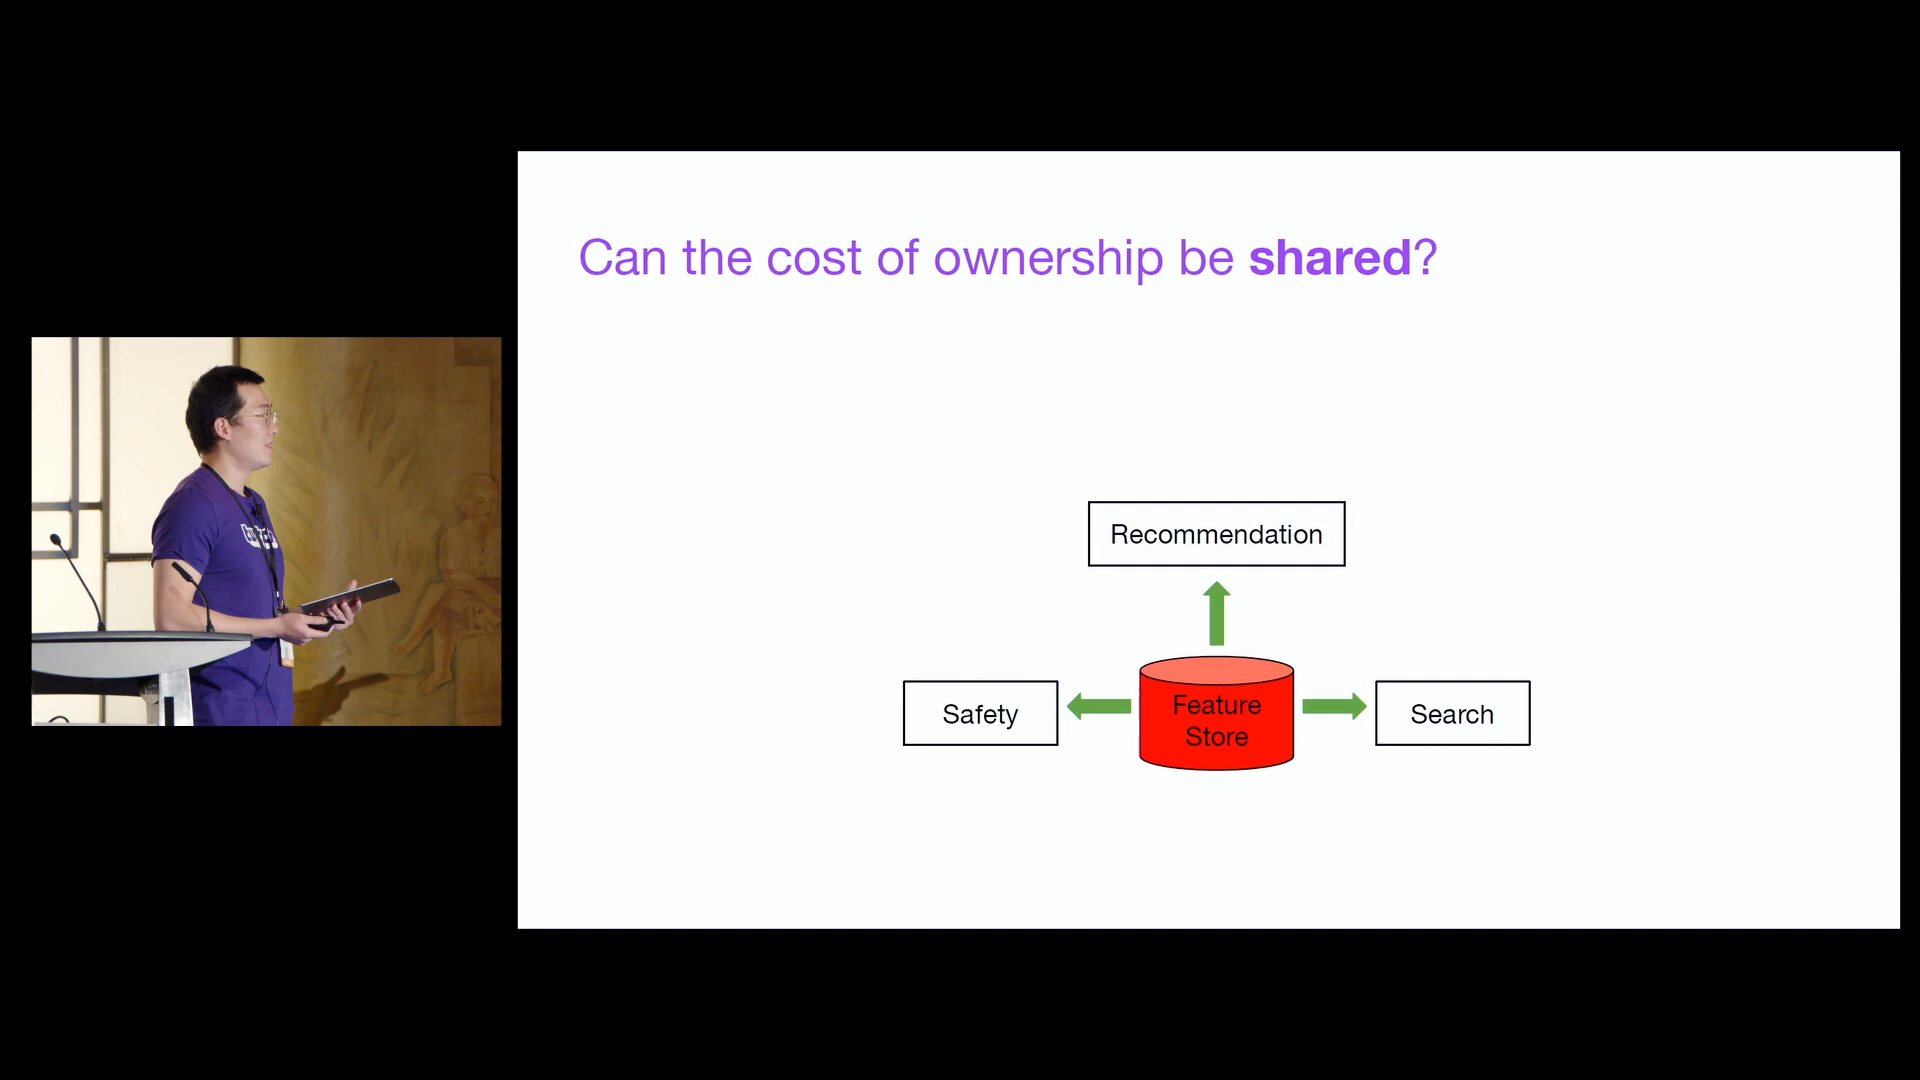 Can the cost of ownership be shared?
Recommendation
Safety
Feature
Store
Search